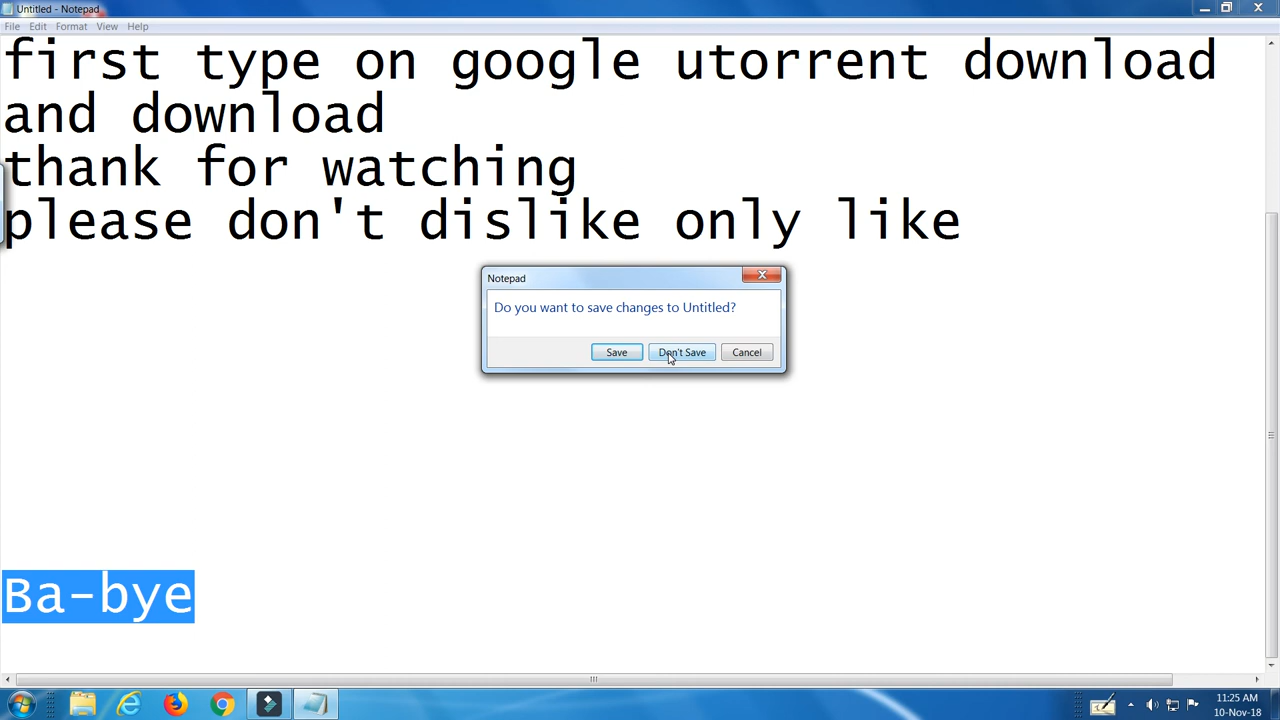 Untitled - Notepad
File Edit Format View Help
first type on google utorrent download
and download
thank for watching
please don't dislike only like
Notepad
Do you want to save changes to Untitled?
Save Don't Save Cancel
Ba-bye
11:25 AM
10-Nov-18